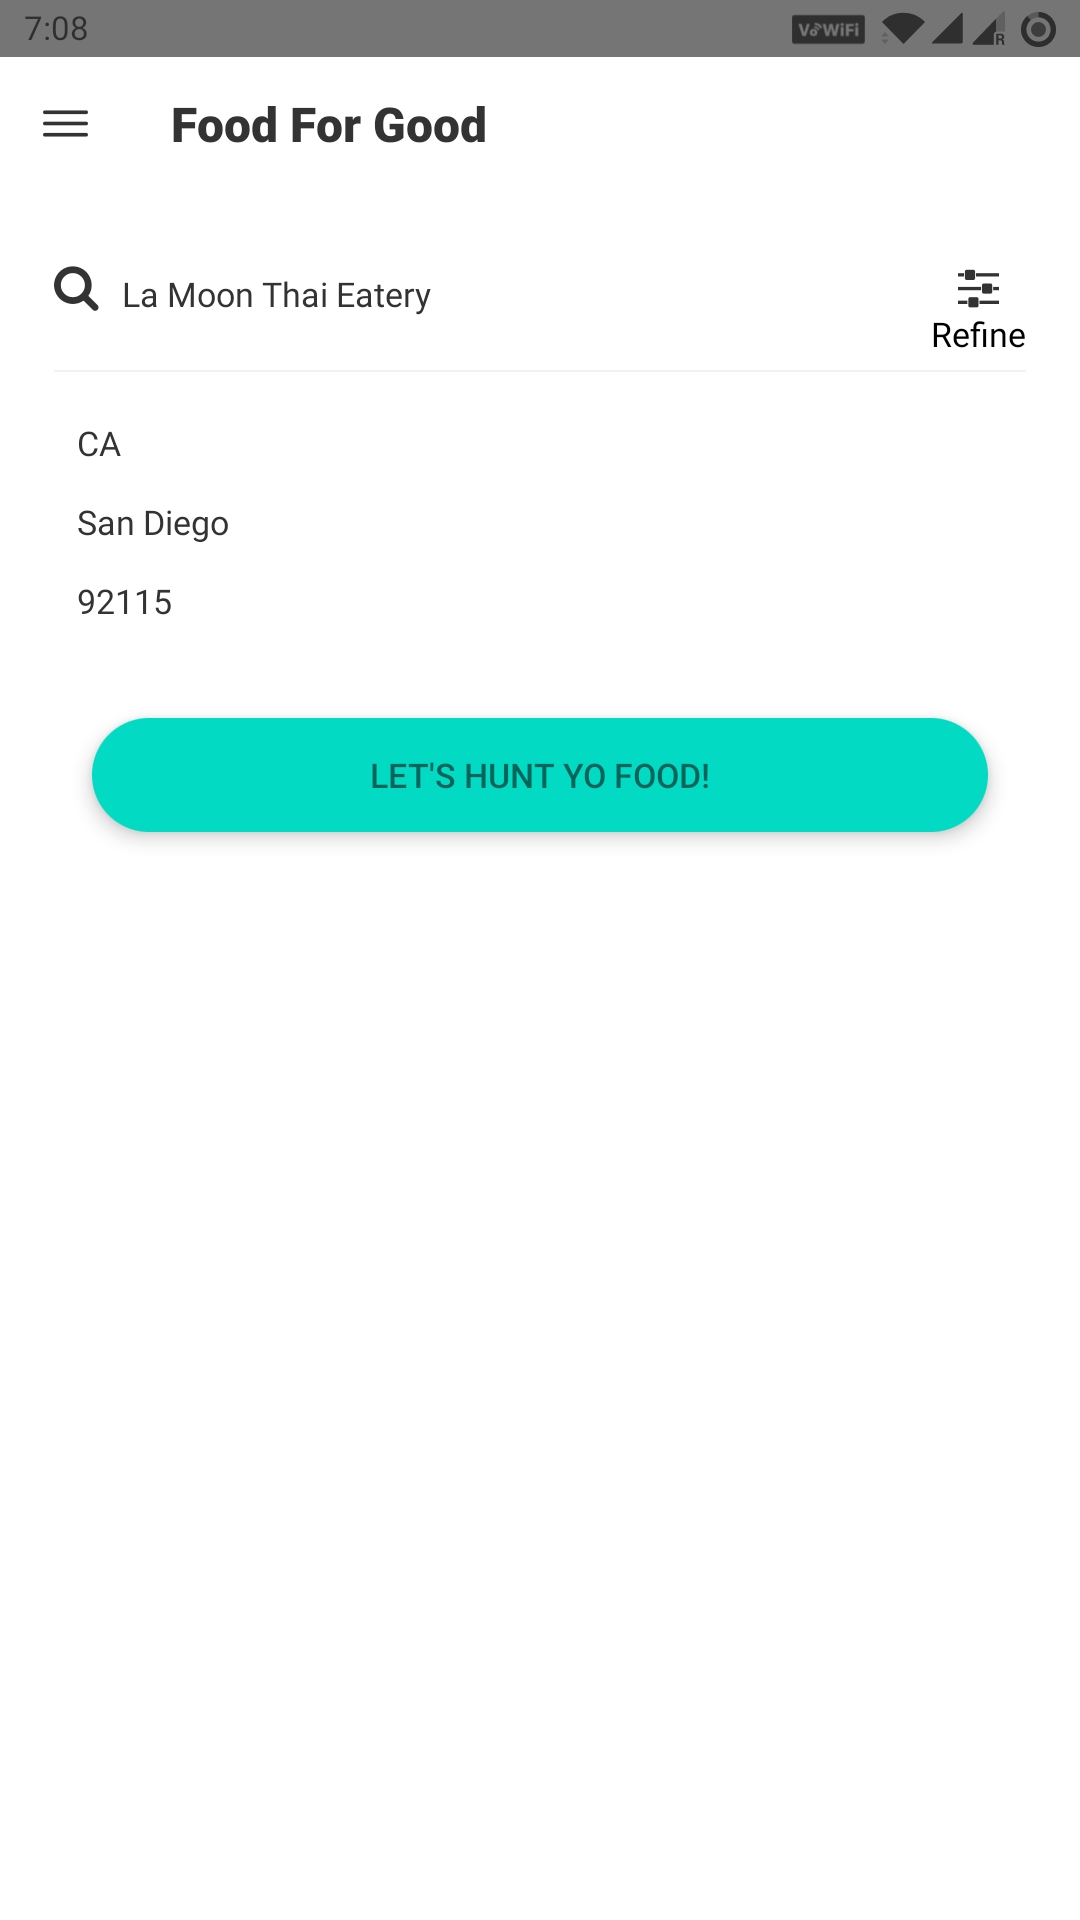 7:08
VoWiFi
R
Food For Good
La Moon Thai Eatery
Refine
CA
San Diego
92115
LET'S HUNT YO FOOD!